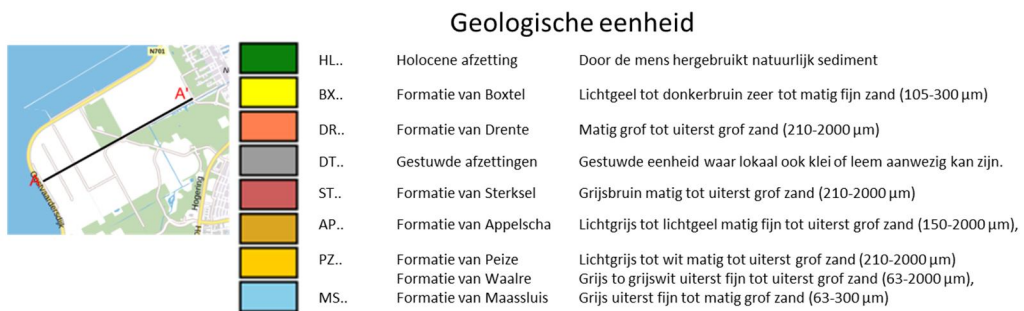 Geologische eenheid
N701
A'
A
Oostvaardersdijk
Hogering
HL.. Holocene afzetting Door de mens hergebruikt natuurlijk sediment
BX.. Formatie van Boxtel Lichtgeel tot donkerbruin zeer tot matig fijn zand (105-300 µm)
DR.. Formatie van Drente Matig grof tot uiterst grof zand (210-2000 µm)
DT.. Gestuwde afzettingen Gestuwde eenheid waar lokaal ook klei of leem aanwezig kan zijn.
ST.. Formatie van Sterksel Grijsbruin matig tot uiterst grof zand (210-2000 µm)
AP.. Formatie van Appelscha Lichtgrijs tot lichtgeel matig fijn tot uiterst grof zand (150-2000 µm),
PZ.. Formatie van Peize Lichtgrijs tot wit matig tot uiterst grof zand (210-2000 µm)
Formatie van Waalre Grijs to grijswit uiterst fijn tot uiterst grof zand (63-2000 µm),
MS.. Formatie van Maassluis Grijs uiterst fijn tot matig grof zand (63-300 µm)